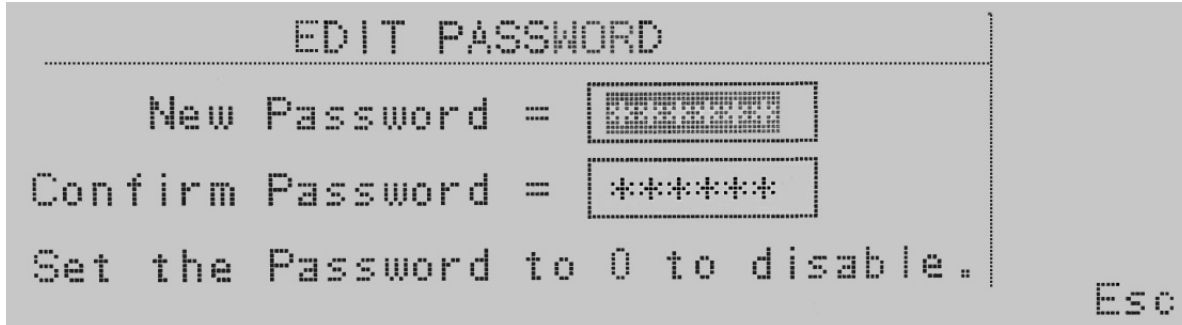 EDIT PASSWORD
New Password = ******
Confirm Password = ******
Set the Password to 0 to disable.
Esc